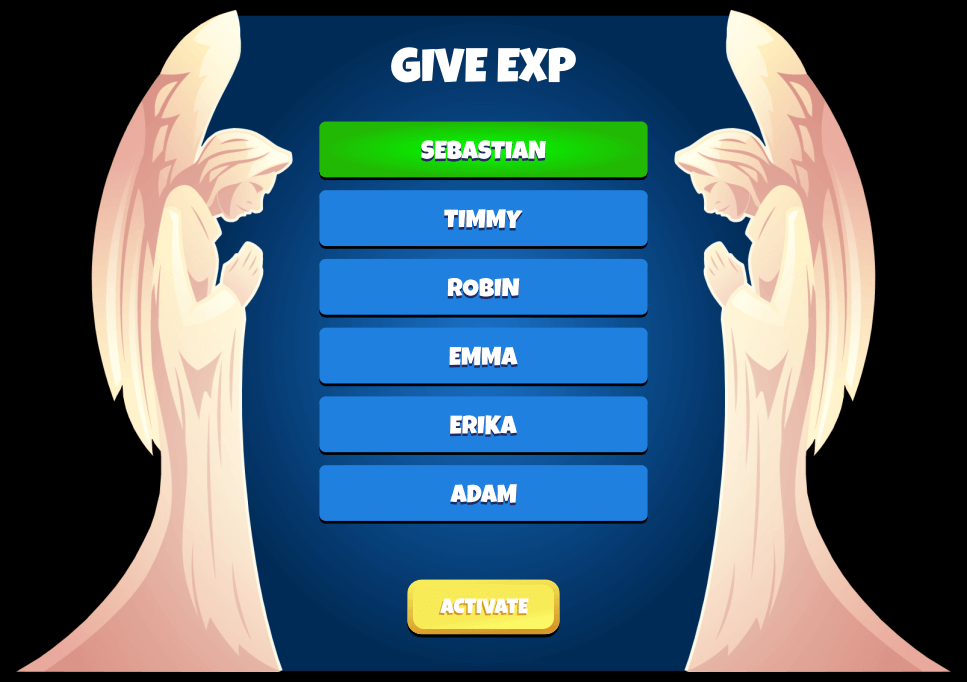 GIVE EXP
SEBASTIAN
TIMMY
ROBIN
EMMA
ERIKA
ADAM
ACTIVATE